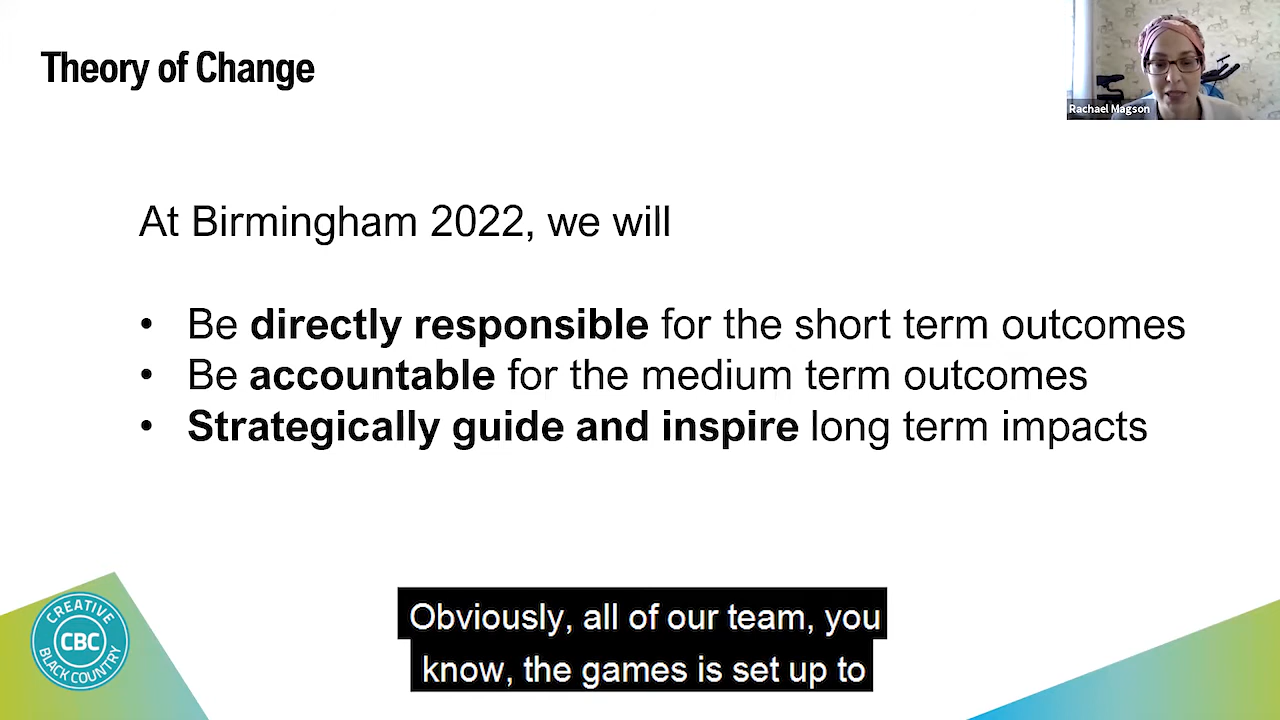 Theory of Change
Rachael Magson
At Birmingham 2022, we will
• Be directly responsible for the short term outcomes
• Be accountable for the medium term outcomes
• Strategically guide and inspire long term impacts
CREATIVE
CBC
BLACK COUNTRY
Obviously, all of our team, you
know, the games is set up to